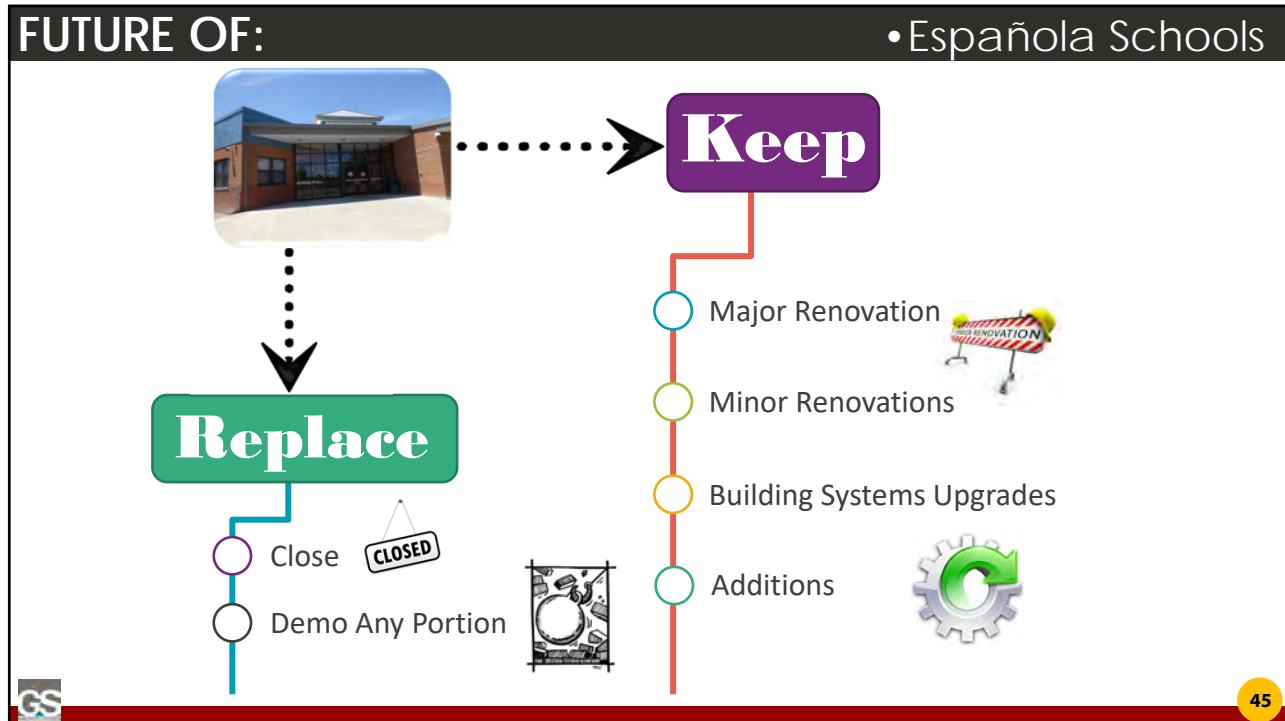 FUTURE OF:
•Española Schools
Keep
Major Renovation
UNDER RENOVATION
Minor Renovations
Replace
Building Systems Upgrades
Close
CLOSED
Additions
Demo Any Portion
GS
45